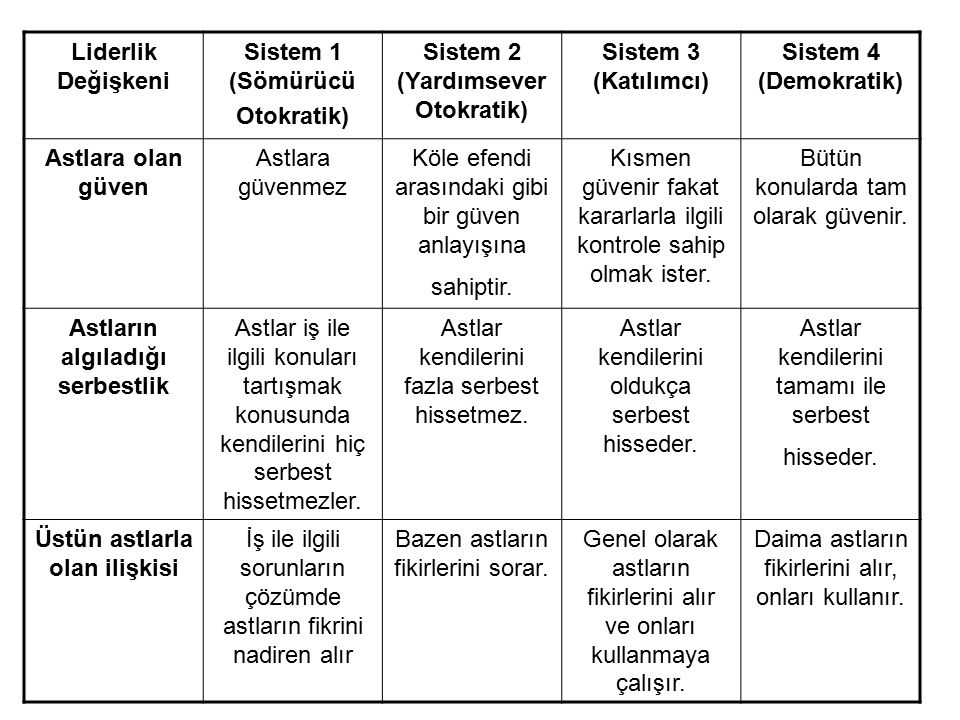 Liderlik
Değişkeni
Sistem 1
(Sömürücü
Otokratik)
Sistem 2
(Yardımsever
Otokratik)
Sistem 3
(Katılımcı)
Sistem 4
(Demokratik)
Astlara olan
güven
Astlara
güvenmez
Köle efendi
arasındaki gibi
bir güven
anlayışına
sahiptir.
Kısmen
güvenir fakat
kararlarla ilgili
kontrole sahip
olmak ister.
Bütün
konularda tam
olarak güvenir.
Astların
algıladığı
serbestlik
Astlar iş ile
ilgili konuları
tartışmak
konusunda
kendilerini hiç
serbest
hissetmezler.
Astlar
kendilerini
fazla serbest
hissetmez.
Astlar
kendilerini
oldukça
serbest
hisseder.
Astlar
kendilerini
tamamı ile
serbest
hisseder.
Üstün astlarla
olan ilişkisi
İş ile ilgili
sorunların
çözümde
astların fikrini
nadiren alır
Bazen astların
fikirlerini sorar.
Genel olarak
astların
fikirlerini alır
ve onları
kullanmaya
çalışır.
Daima astların
fikirlerini alır,
onları kullanır.